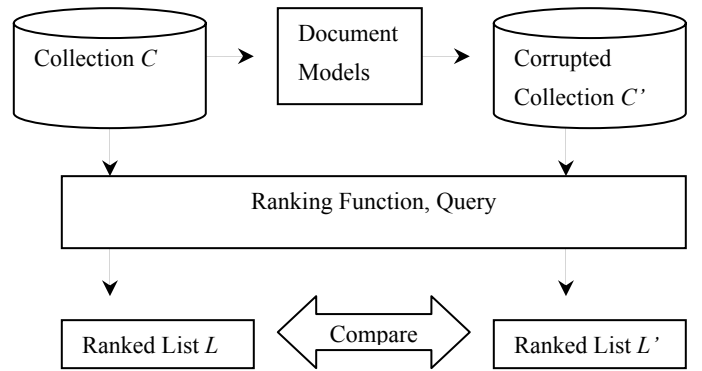 Collection C
Document
Models
Corrupted
Collection C’
Ranking Function, Query
Ranked List L
Compare
Ranked List L’